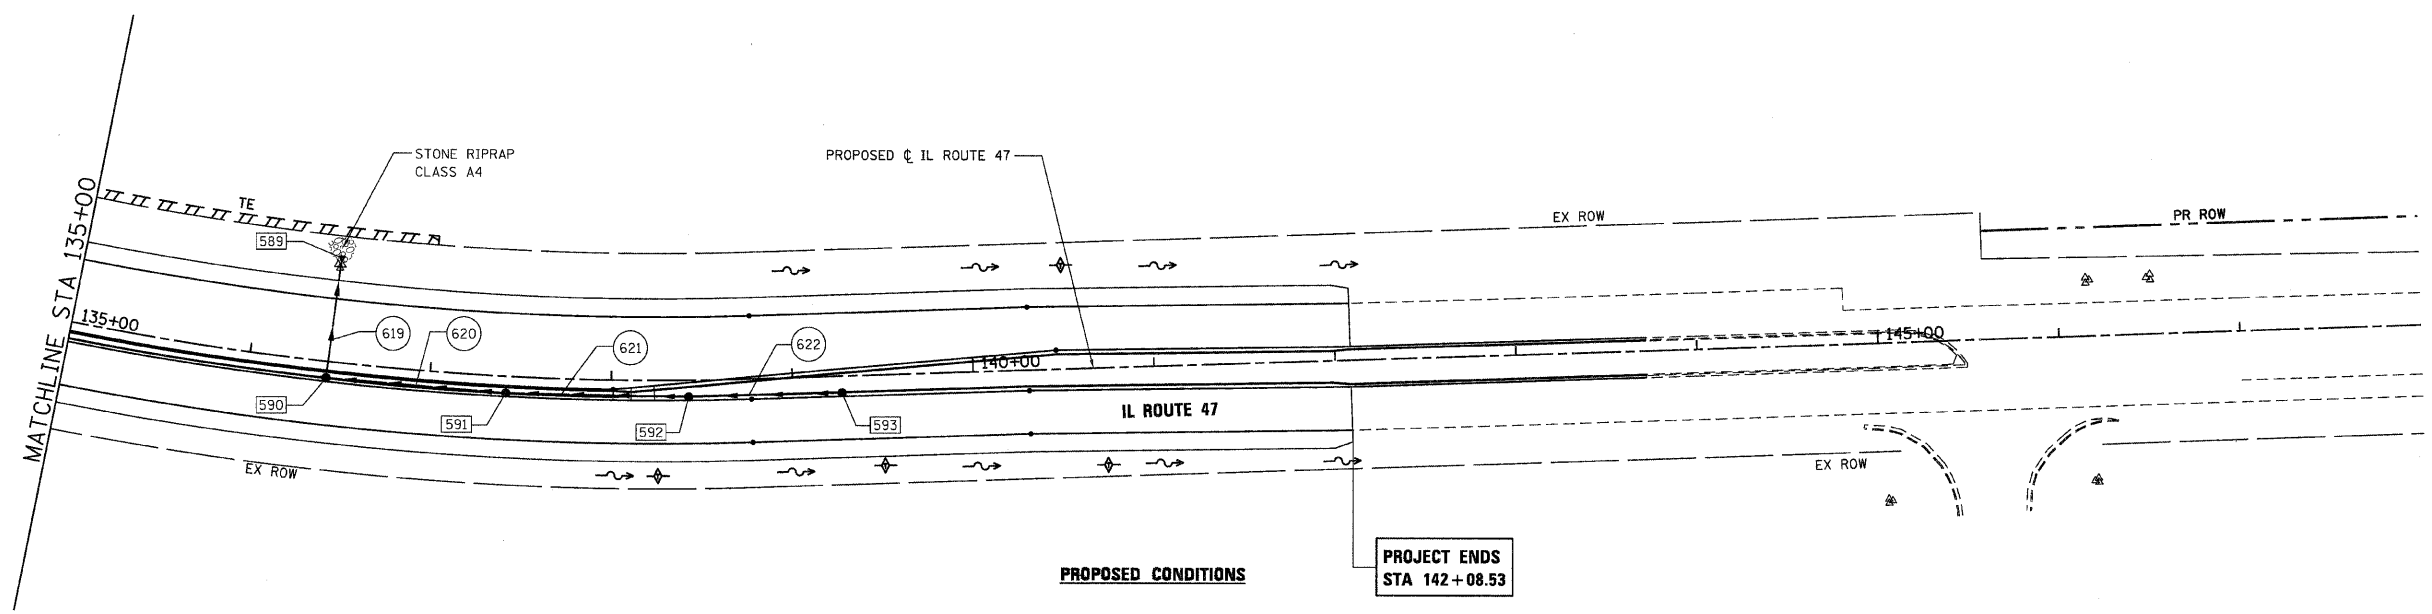 STONE RIPRAP
CLASS A4
PROPOSED ℄ IL ROUTE 47
TE
589
EX ROW
PR ROW
MATCHLINE STA 135+00
135+00
619
620
621
622
140+00
145+00
590
591
592
593
IL ROUTE 47
EX ROW
EX ROW
PROPOSED CONDITIONS
PROJECT ENDS
STA 142+08.53